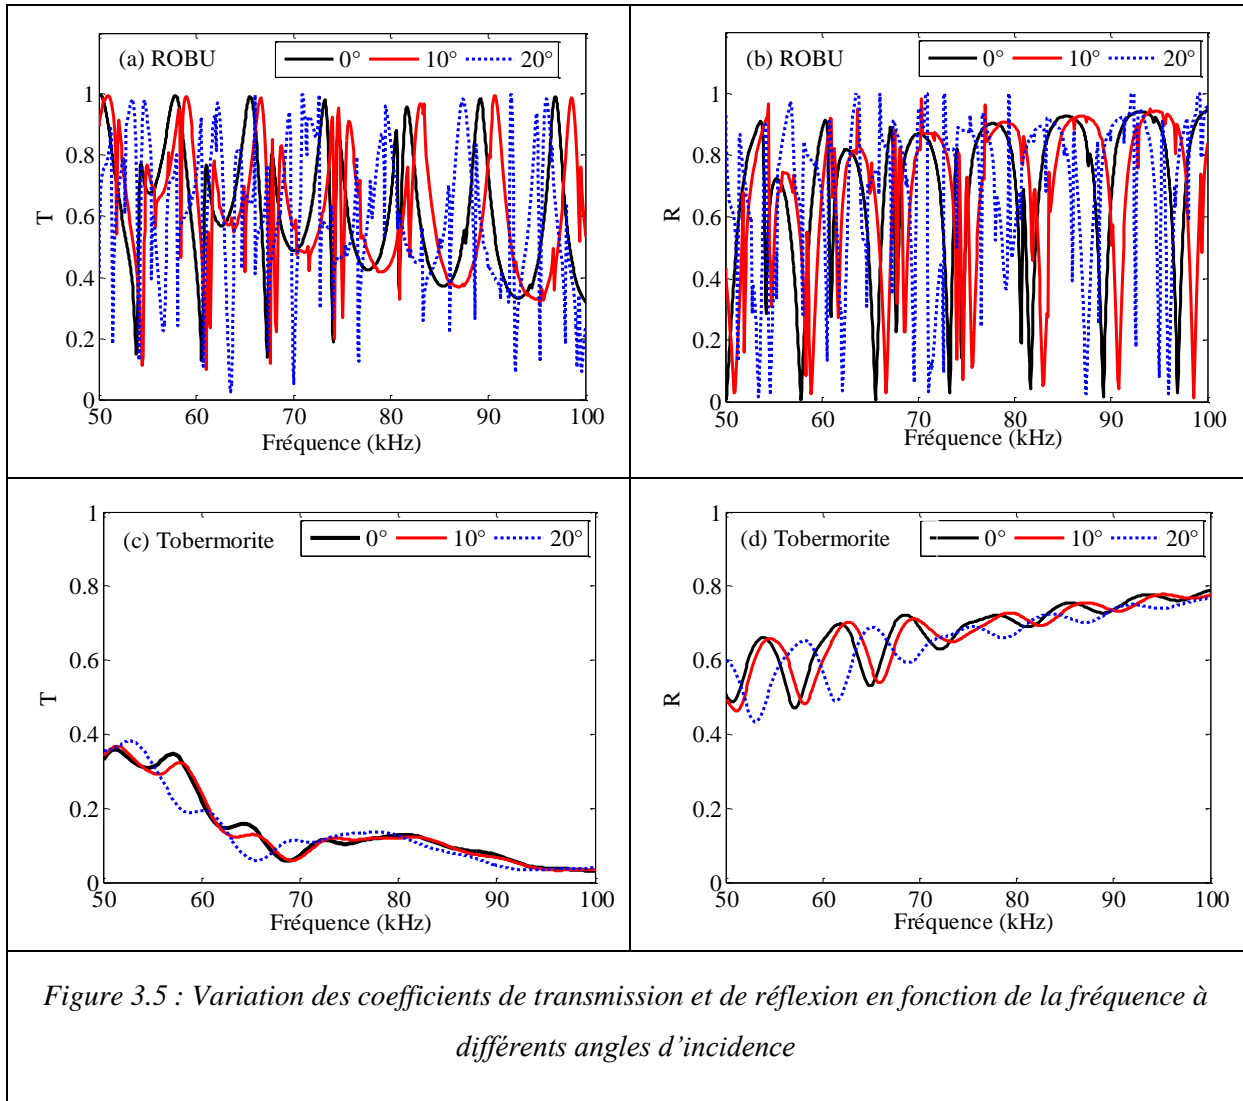 (a) ROBU
0° 10° 20°
1
0.8
0.6
0.4
0.2
0
T
50 60 70 80 90 100
Fréquence (kHz)
(b) ROBU
0° 10° 20°
1
0.8
0.6
0.4
0.2
0
R
50 60 70 80 90 100
Fréquence (kHz)
(c) Tobermorite
0° 10° 20°
1
0.8
0.6
0.4
0.2
0
T
50 60 70 80 90 100
Fréquence (kHz)
(d) Tobermorite
0° 10° 20°
1
0.8
0.6
0.4
0.2
0
R
50 60 70 80 90 100
Fréquence (kHz)
Figure 3.5 : Variation des coefficients de transmission et de réflexion en fonction de la fréquence à
différents angles d’incidence